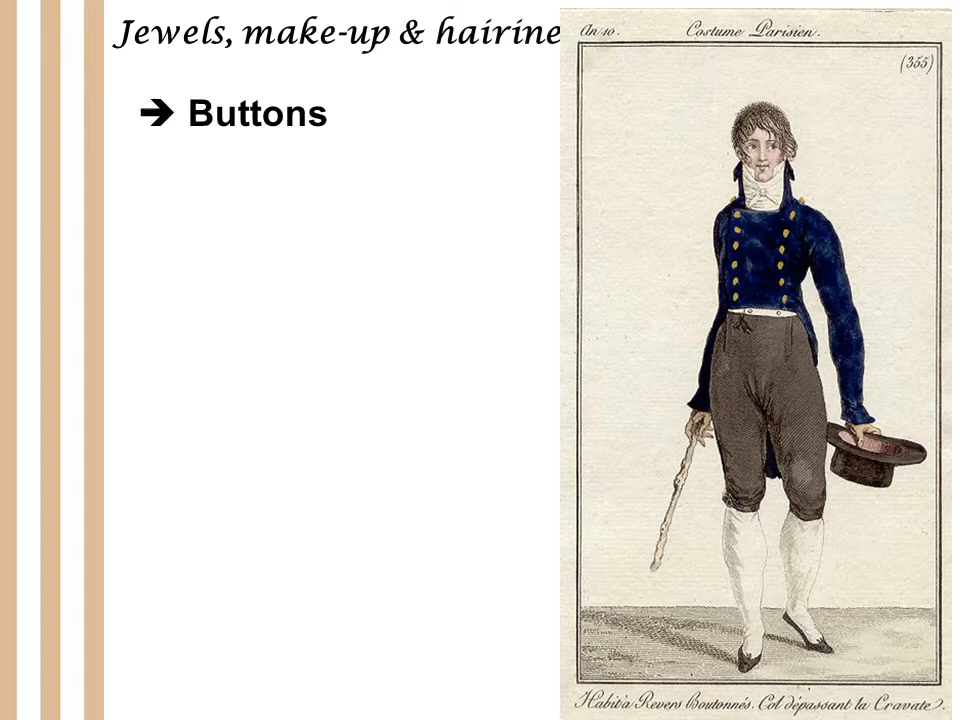 Jewels, make-up & hairine
➔ Buttons
An 10. Costume Parisien.
(355)
Habit à Revers Boutonnés. Col dépassant la Cravate.